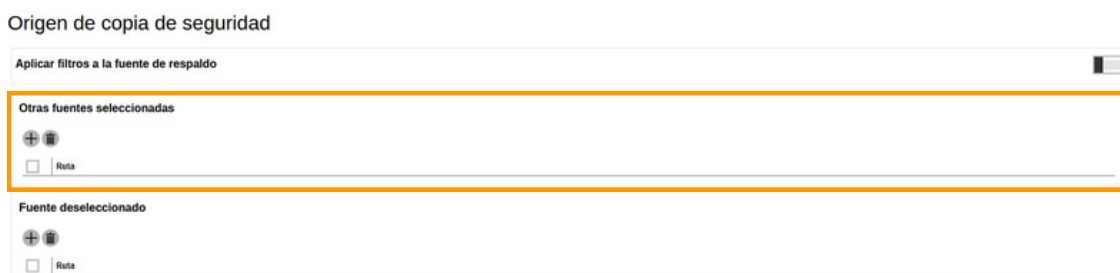 Origen de copia de seguridad
Aplicar filtros a la fuente de respaldo
Otras fuentes seleccionadas
Ruta
Fuente deseleccionado
Ruta